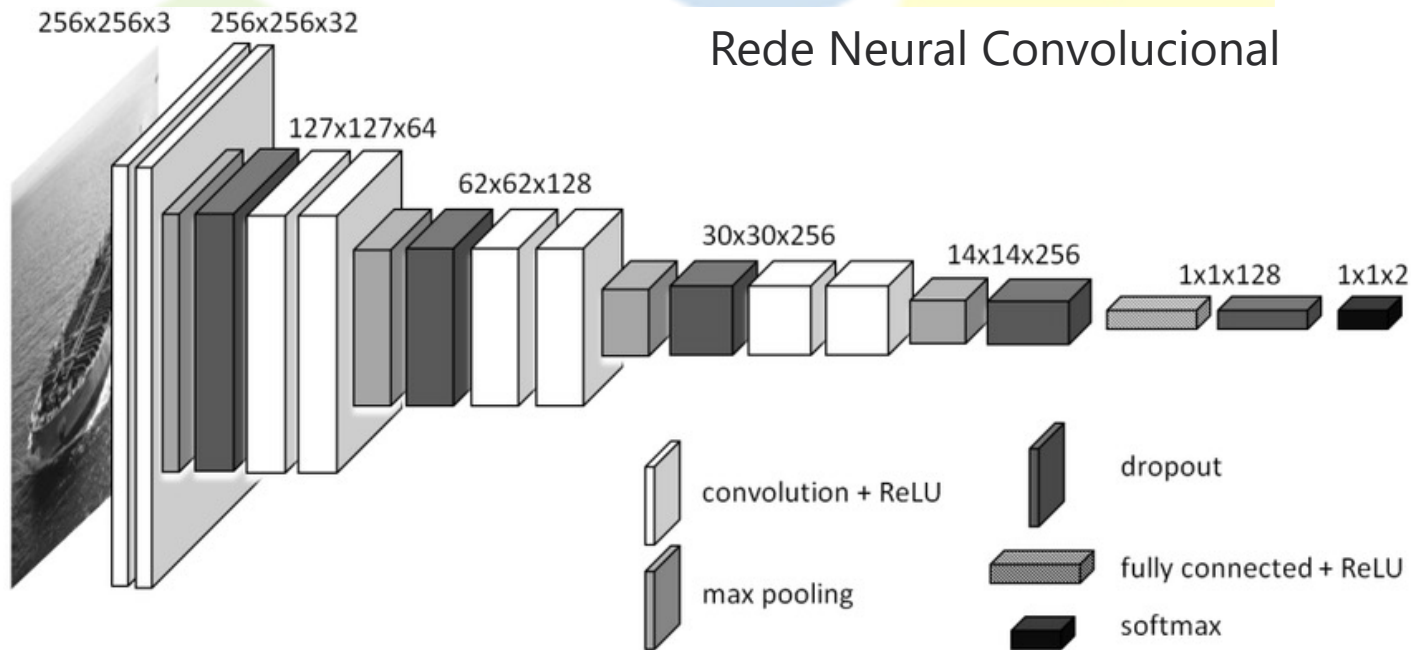 256x256x3
256x256x32
Rede Neural Convolucional
127x127x64
62x62x128
30x30x256
14x14x256
1x1x128
1x1x2
convolution + ReLU
max pooling
dropout
fully connected + ReLU
softmax